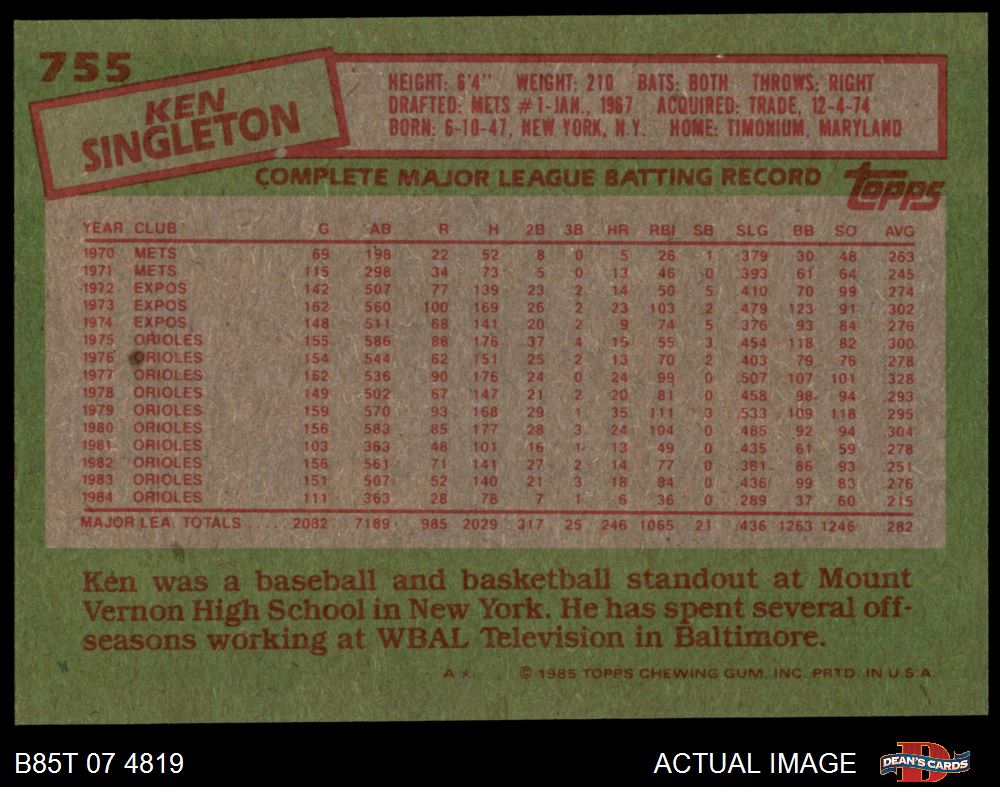 755
KEN
SINGLETON
HEIGHT: 6'4" WEIGHT: 210 BATS: BOTH THROWS: RIGHT
DRAFTED: METS #1-JAN., 1967 ACQUIRED: TRADE, 12-4-74
BORN: 6-10-47, NEW YORK, N.Y. HOME: TIMONIUM, MARYLAND
COMPLETE MAJOR LEAGUE BATTING RECORD
topps
YEAR CLUB G AB R H 2B 3B HR RBI SB SLG BB SO AVG
1970 METS 69 198 22 52 8 0 5 26 1 .379 30 48 .263
1971 METS 115 298 34 73 5 0 13 46 0 .393 61 64 .245
1972 EXPOS 142 507 77 139 23 2 14 50 5 .410 70 99 .274
1973 EXPOS 162 560 100 169 26 2 23 103 2 .479 123 91 .302
1974 EXPOS 148 511 68 141 20 2 9 74 5 .376 93 84 .276
1975 ORIOLES 155 586 88 176 37 4 15 55 3 .454 118 82 .300
1976 ORIOLES 154 544 62 151 25 2 13 70 2 .403 79 76 .278
1977 ORIOLES 162 536 90 176 24 0 24 99 0 .507 107 101 .328
1978 ORIOLES 149 502 67 147 21 2 20 81 0 .458 98 94 .293
1979 ORIOLES 159 570 93 168 29 1 35 111 3 .533 109 118 .295
1980 ORIOLES 156 583 85 177 28 3 24 104 0 .485 92 94 .304
1981 ORIOLES 103 363 48 101 16 1 13 49 0 .435 61 59 .278
1982 ORIOLES 156 561 71 141 27 2 14 77 0 .381 86 93 .251
1983 ORIOLES 151 507 52 140 21 3 18 84 0 .436 99 83 .276
1984 ORIOLES 111 363 28 78 7 1 6 36 0 .289 37 60 .215
MAJOR LEA. TOTALS ..... 2082 7189 985 2029 317 25 246 1065 21 .436 1263 1246 .282
Ken was a baseball and basketball standout at Mount
Vernon High School in New York. He has spent several off-
seasons working at WBAL Television in Baltimore.
A* © 1985 TOPPS CHEWING GUM, INC. PRTD. IN U.S.A.
B85T 07 4819 ACTUAL IMAGE D DEAN'S CARDS